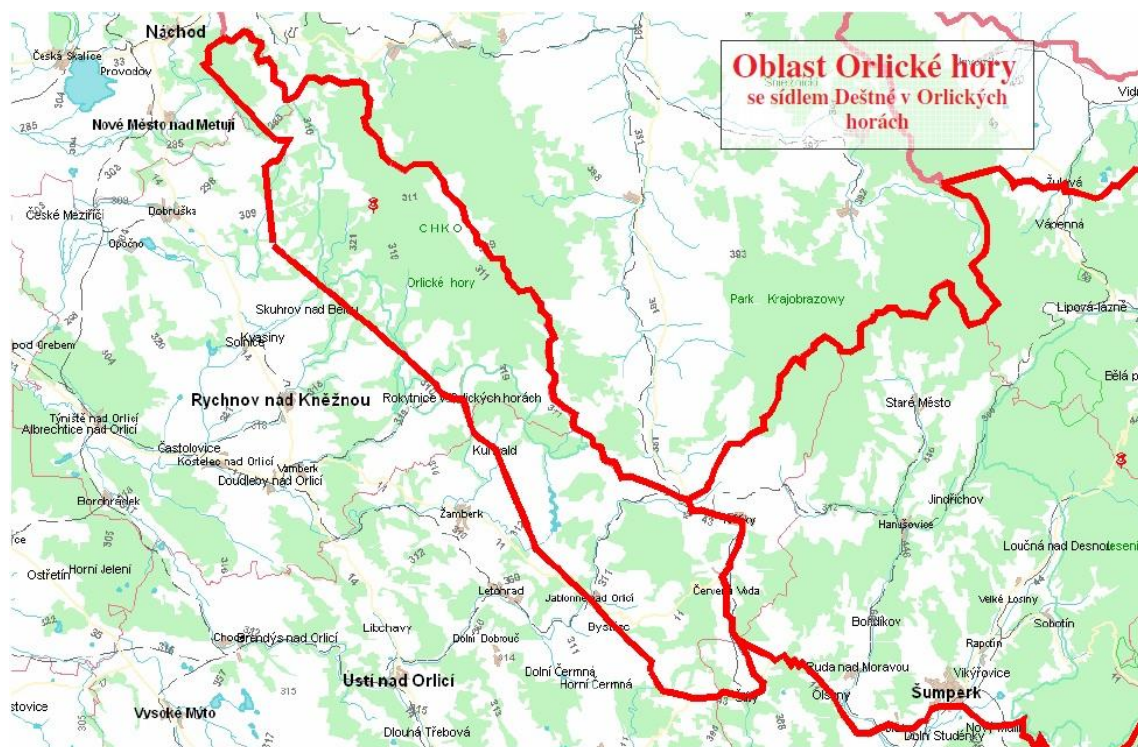 Oblast Orlické hory
se sídlem Deštné v Orlických
horách
Náchod
Česká Skalice
Provodov
Nové Město nad Metují
České Meziříčí
Dobruška
Opočno
CHKO
Orlické hory
Park Krajobrazowy
Žulová
Vápenná
Lipová-lázně
Skuhrov nad Bělou
Kvasiny
Solnice
Rychnov nad Kněžnou
Rokytnice v Orlických horách
Staré Město
Týniště nad Orlicí
Albrechtice nad Orlicí
Častolovice
Kostelec nad Orlicí
Vamberk
Doudleby nad Orlicí
Borohrádek
Kunvald
Žamberk
Jindřichov
Hanušovice
Loučná nad Desnou
Horní Jelení
Ostřetín
Letohrad
Jablonné nad Orlicí
Červená Voda
Velké Losiny
Sobotín
Rapotín
Bohdíkov
Libchavy
Dolní Dobrouč
Bystřec
Brandýs nad Orlicí
Dolní Čermná
Horní Čermná
Ruda nad Moravou
Vikýřovice
Olšany
Šumperk
Ústí nad Orlicí
Vysoké Mýto
Dlouhá Třebová
Dolní Studénky